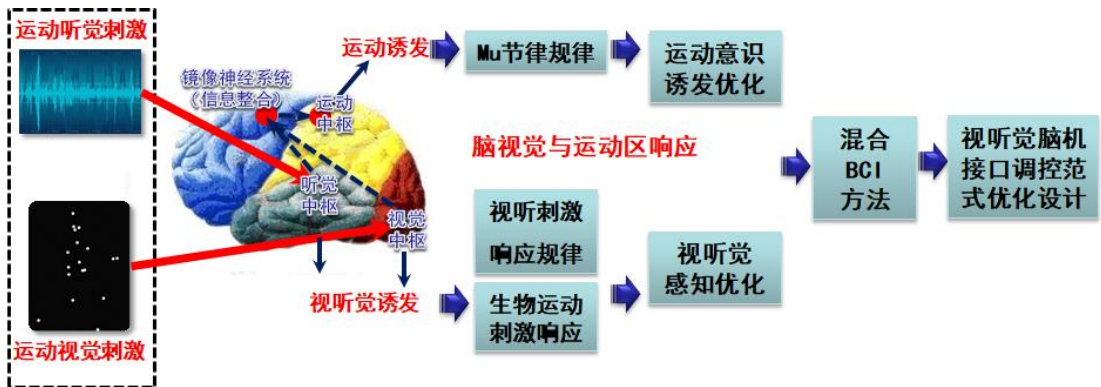 运动听觉刺激
运动视觉刺激
镜像神经系统
（信息整合）
运动
中枢
听觉
中枢
视觉
中枢
运动诱发
视听觉诱发
Mu节律规律
运动意识
诱发优化
脑视觉与运动区响应
视听刺激
响应规律
生物运动
刺激响应
视听觉
感知优化
混合
BCI
方法
视听觉脑机
接口调控范
式优化设计